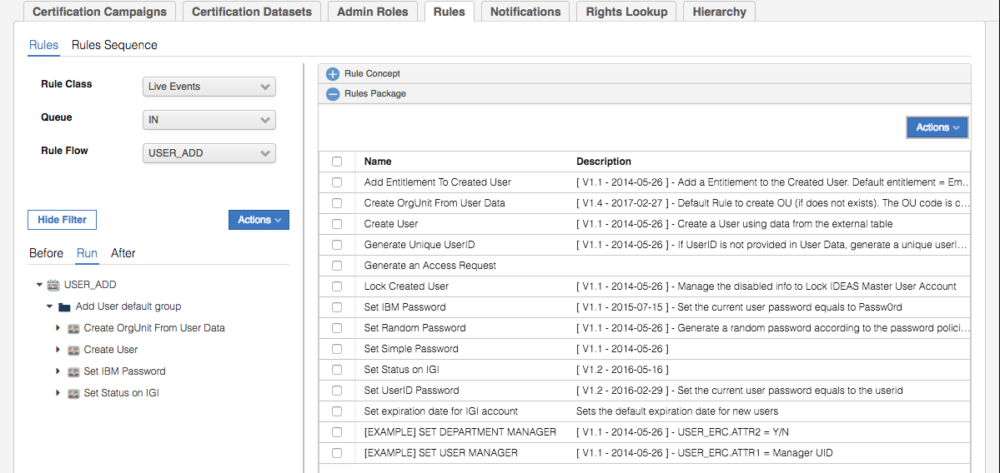 Certification Campaigns Certification Datasets Admin Roles Rules Notifications Rights Lookup Hierarchy
Rules Rules Sequence
Rule Class Live Events
Queue IN
Rule Flow USER_ADD
Hide Filter Actions
Before Run After
USER_ADD
Add User default group
Create OrgUnit From User Data
Create User
Set IBM Password
Set Status on IGI
Rule Concept
Rules Package
Actions
Name Description
Add Entitlement To Created User [ V1.1 - 2014-05-26 ] - Add a Entitlement to the Created User. Default entitlement = Em...
Create OrgUnit From User Data [ V1.4 - 2017-02-27 ] - Default Rule to create OU (if does not exists). The OU code is c...
Create User [ V1.1 - 2014-05-26 ] - Create a User using data from the external table
Generate Unique UserID [ V1.1 - 2014-05-26 ] - If UserID is not provided in User Data, generate a unique userI...
Generate an Access Request
Lock Created User [ V1.1 - 2014-05-26 ] - Manage the disabled info to Lock IDEAS Master User Account
Set IBM Password [ V1.1 - 2015-07-15 ] - Set the current user password equals to Passw0rd
Set Random Password [ V1.1 - 2014-05-26 ] - Generate a random password according to the password polici...
Set Simple Password [ V1.1 - 2014-05-26 ]
Set Status on IGI [ V1.2 - 2016-05-16 ]
Set UserID Password [ V1.2 - 2016-02-29 ] - Set the current user password equals to the userid
Set expiration date for IGI account Sets the default expiration date for new users
[EXAMPLE] SET DEPARTMENT MANAGER [ V1.1 - 2014-05-26 ] - USER_ERC.ATTR2 = Y/N
[EXAMPLE] SET USER MANAGER [ V1.1 - 2014-05-26 ] - USER_ERC.ATTR1 = Manager UID